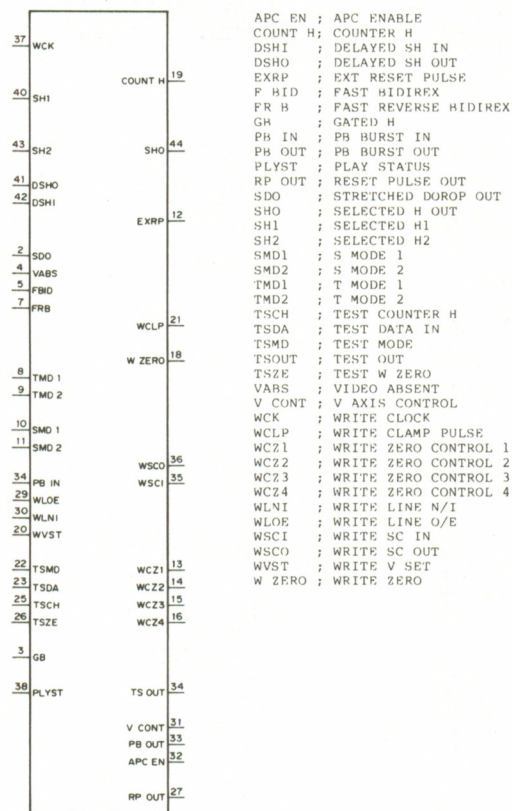 37 WCK
COUNT H 19
40 SH1
43 SH2
SHO 44
41 DSHO
42 DSHI
EXRP 12
2 SDO
4 VABS
5 FBID
7 FRB
WCLP 21
W ZERO 18
8 TMD 1
9 TMD 2
10 SMD 1
11 SMD 2
WSCO 36
34 PB IN
WSCI 35
29 WLOE
30 WLNI
20 WVST
22 TSMD
WCZ1 13
23 TSDA
WCZ2 14
25 TSCH
WCZ3 15
26 TSZE
WCZ4 16
3 GB
38 PLYST
TS OUT 34
V CONT 31
PB OUT 33
APC EN 32
RP OUT 27
APC EN ; APC ENABLE
COUNT H; COUNTER H
DSHI ; DELAYED SH IN
DSHO ; DELAYED SH OUT
EXRP ; EXT RESET PULSE
F BID ; FAST BIDIREX
FR B ; FAST REVERSE BIDIREX
GB ; GATED H
PB IN ; PB BURST IN
PB OUT ; PB BURST OUT
PLYST ; PLAY STATUS
RP OUT ; RESET PULSE OUT
SDO ; STRETCHED DOROP OUT
SHO ; SELECTED H OUT
SH1 ; SELECTED H1
SH2 ; SELECTED H2
SMD1 ; S MODE 1
SMD2 ; S MODE 2
TMD1 ; T MODE 1
TMD2 ; T MODE 2
TSCH ; TEST COUNTER H
TSDA ; TEST DATA IN
TSMD ; TEST MODE
TSOUT ; TEST OUT
TSZE ; TEST W ZERO
VABS ; VIDEO ABSENT
V CONT ; V AXIS CONTROL
WCK ; WRITE CLOCK
WCLP ; WRITE CLAMP PULSE
WCZ1 ; WRITE ZERO CONTROL 1
WCZ2 ; WRITE ZERO CONTROL 2
WCZ3 ; WRITE ZERO CONTROL 3
WCZ4 ; WRITE ZERO CONTROL 4
WLNI ; WRITE LINE N/I
WLOE ; WRITE LINE O/E
WSCI ; WRITE SC IN
WSCO ; WRITE SC OUT
WVST ; WRITE V SET
W ZERO ; WRITE ZERO